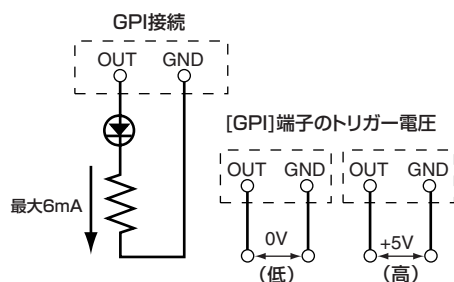 GPI接続
OUT GND
最大6mA
[GPI]端子のトリガー電圧
OUT GND OUT GND
0V +5V
(低) (高)